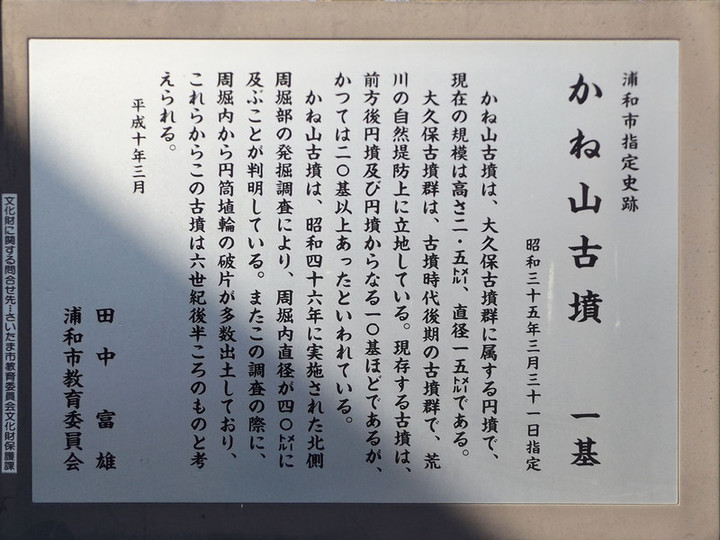 浦和市指定史跡
かね山古墳　一基
昭和三十五年三月三十一日指定
かね山古墳は、大久保古墳群に属する円墳で、
現在の規模は高さ二・五㍍、直径一五㍍である。
大久保古墳群は、古墳時代後期の古墳群で、荒
川の自然堤防上に立地している。現存する古墳は、
前方後円墳及び円墳からなる一〇基ほどであるが、
かつては二〇基以上あったといわれている。
かね山古墳は、昭和四十六年に実施された北側
周堀部の発掘調査により、周堀内直径が四〇㍍に
及ぶことが判明している。またこの調査の際に、
周堀内から円筒埴輪の破片が多数出土しており、
これらからこの古墳は六世紀後半ころのものと考
えられる。
平成十年三月
田中富雄
浦和市教育委員会
文化財に関する問合せ先…さいたま市教育委員会文化財保護課